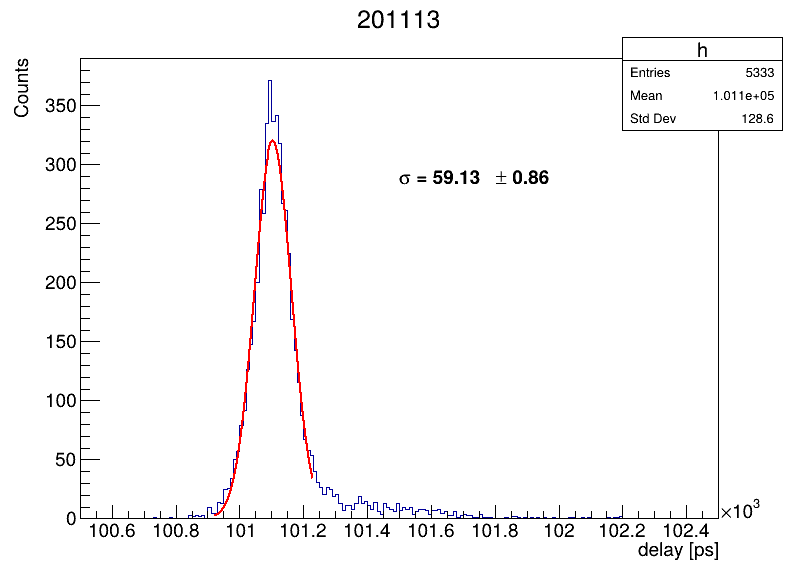 201113
h
Entries 5333
Mean 1.011e+05
Std Dev 128.6
Counts
σ = 59.13 ± 0.86
350
300
250
200
150
100
50
0
100.6 100.8 101 101.2 101.4 101.6 101.8 102 102.2 102.4
×10³
delay [ps]